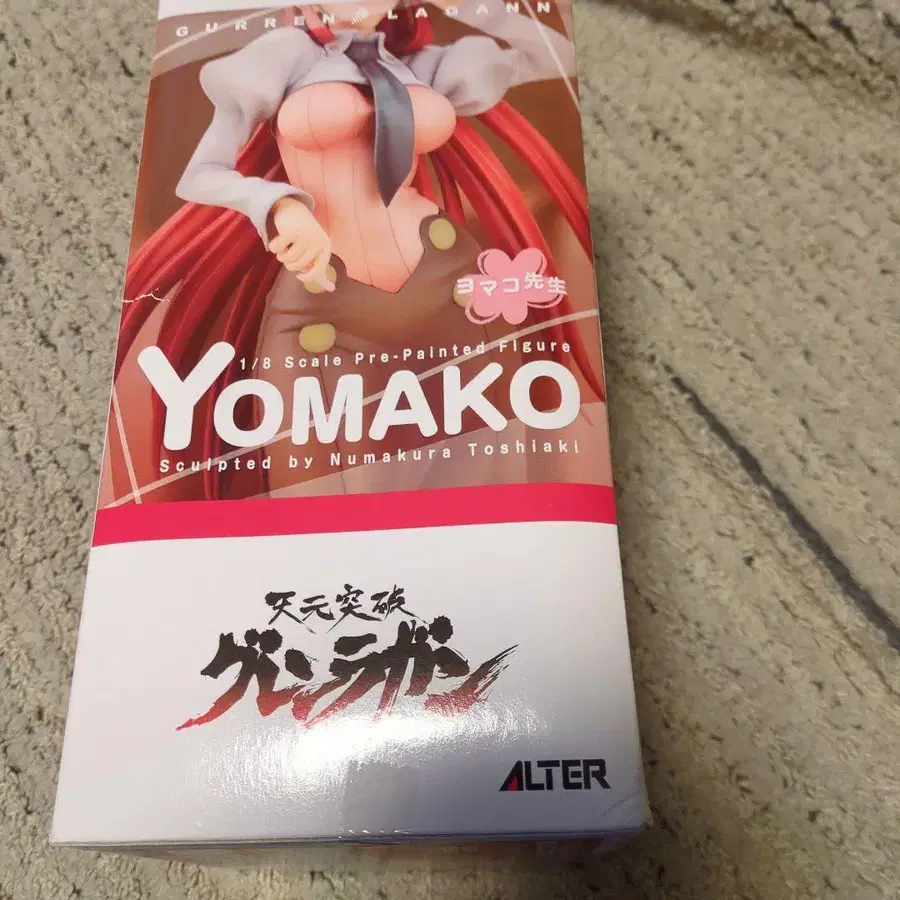 GURREN LAGANN
ヨマコ先生
1/8 Scale Pre-Painted Figure
YOMAKO
Sculpted by Numakura Toshiaki
天元突破
グレンラガン
ALTER